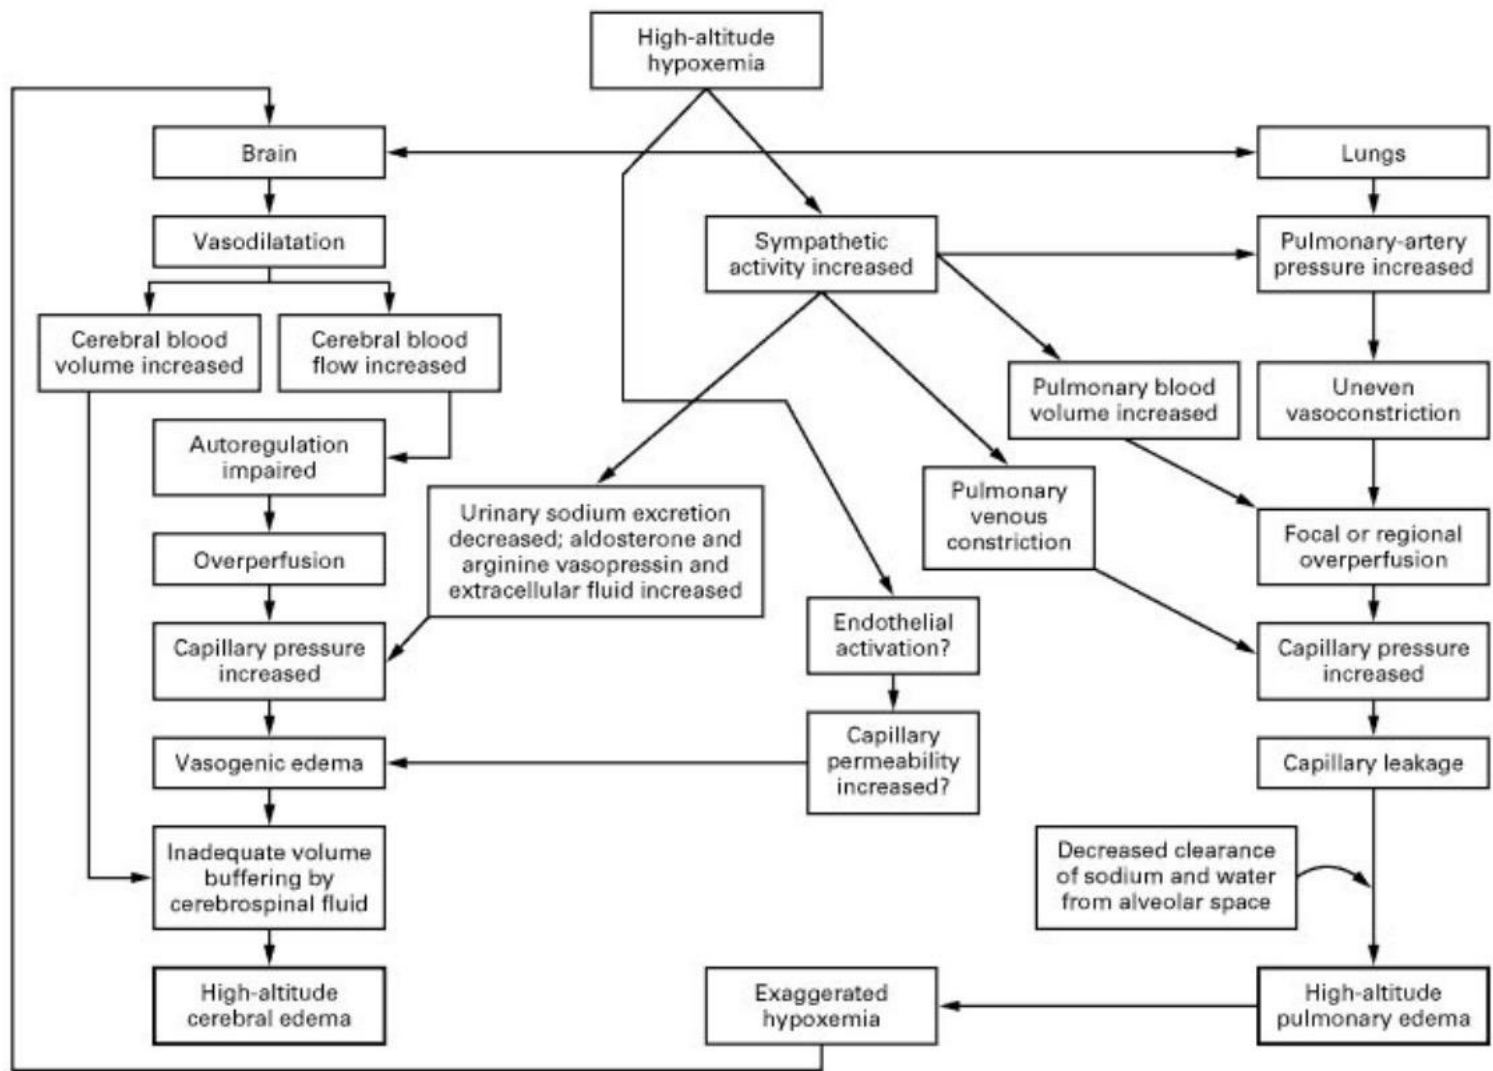 High-altitude
hypoxemia
Brain
Lungs
Vasodilatation
Sympathetic
activity increased
Pulmonary-artery
pressure increased
Cerebral blood
volume increased
Cerebral blood
flow increased
Pulmonary blood
volume increased
Uneven
vasoconstriction
Autoregulation
impaired
Urinary sodium excretion
decreased; aldosterone and
arginine vasopressin and
extracellular fluid increased
Pulmonary
venous
constriction
Focal or regional
overperfusion
Overperfusion
Endothelial
activation?
Capillary pressure
increased
Capillary pressure
increased
Vasogenic edema
Capillary
permeability
increased?
Capillary leakage
Inadequate volume
buffering by
cerebrospinal fluid
Decreased clearance
of sodium and water
from alveolar space
High-altitude
cerebral edema
Exaggerated
hypoxemia
High-altitude
pulmonary edema